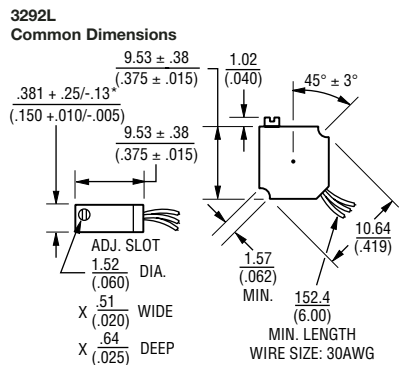 3292L
Common Dimensions
9.53 ± .38
(.375 ± .015)
1.02
(.040)
45° ± 3°
.381 + .25/-.13*
(.150 +.010/-.005)
9.53 ± .38
(.375 ± .015)
ADJ. SLOT
1.52
(.060)
DIA.
X .51
(.020)
WIDE
X .64
(.025)
DEEP
1.57
(.062)
MIN.
10.64
(.419)
152.4
(6.00)
MIN. LENGTH
WIRE SIZE: 30AWG